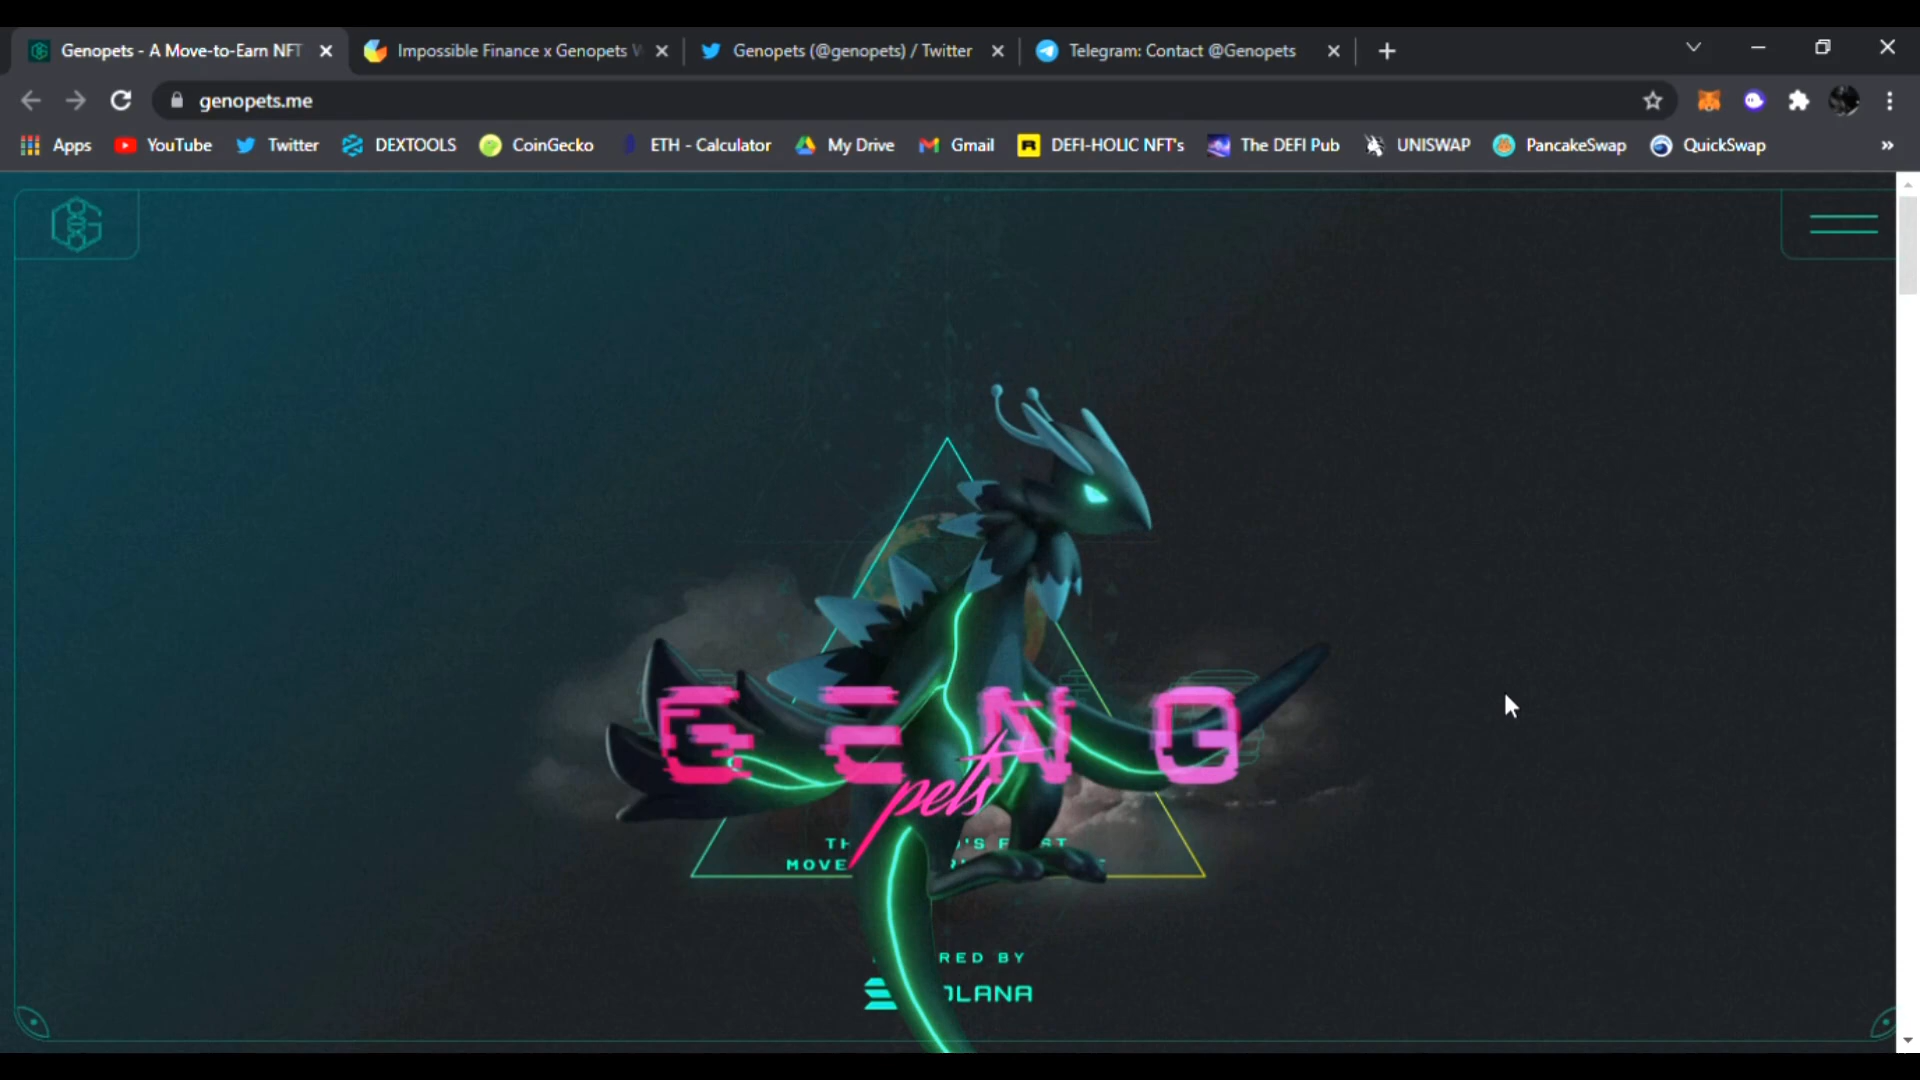 Genopets - A Move-to-Earn NFT
Impossible Finance x Genopets
Genopets (@genopets) / Twitter
Telegram: Contact @Genopets
genopets.me
Apps YouTube Twitter DEXTOOLS CoinGecko ETH - Calculator My Drive Gmail DEFI-HOLIC NFT's The DEFI Pub UNISWAP PancakeSwap QuickSwap »
GENO
pets
MOVE
RED BY
OLANA